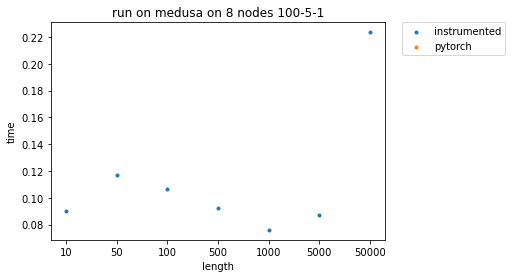 run on medusa on 8 nodes 100-5-1
instrumented
pytorch
0.22
0.20
0.18
0.16
0.14
0.12
0.10
0.08
time
10 50 100 500 1000 5000 50000
length